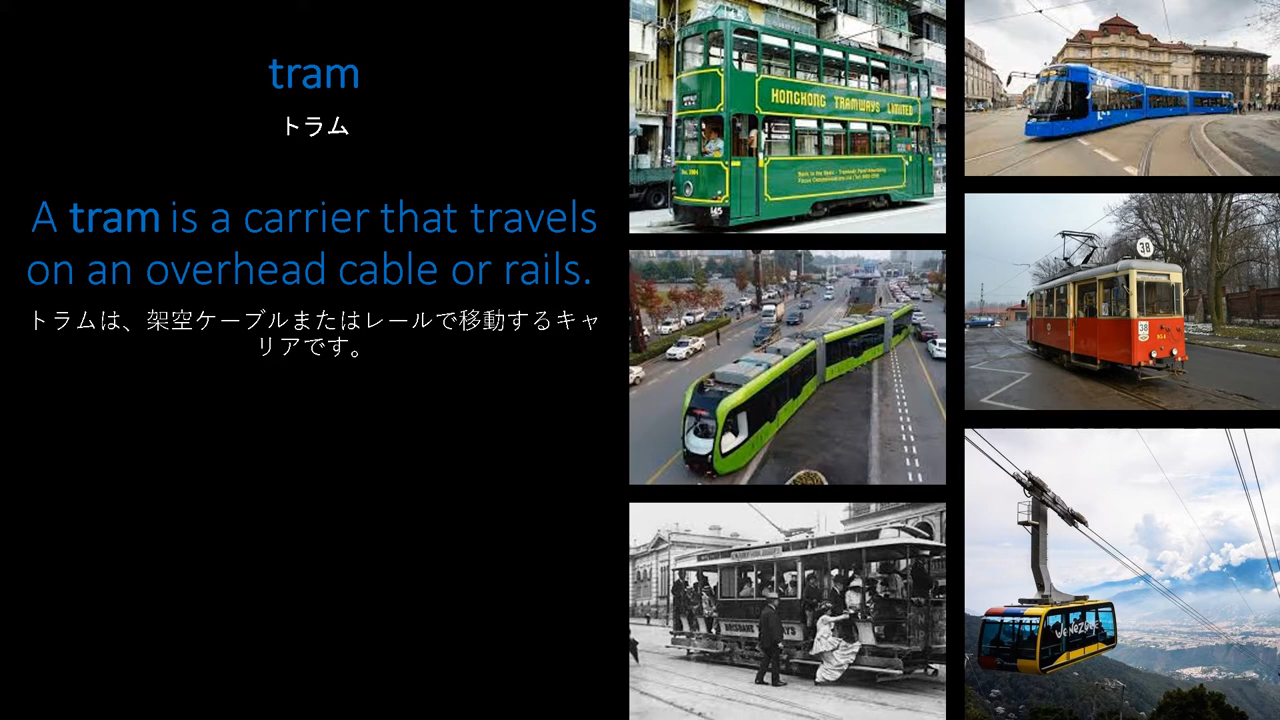 tram
トラム
A tram is a carrier that travels
on an overhead cable or rails.
トラムは、架空ケーブルまたはレールで移動するキャ
リアです。
HONGKONG TRAMWAYS LIMITED
38
38
BRISBANE